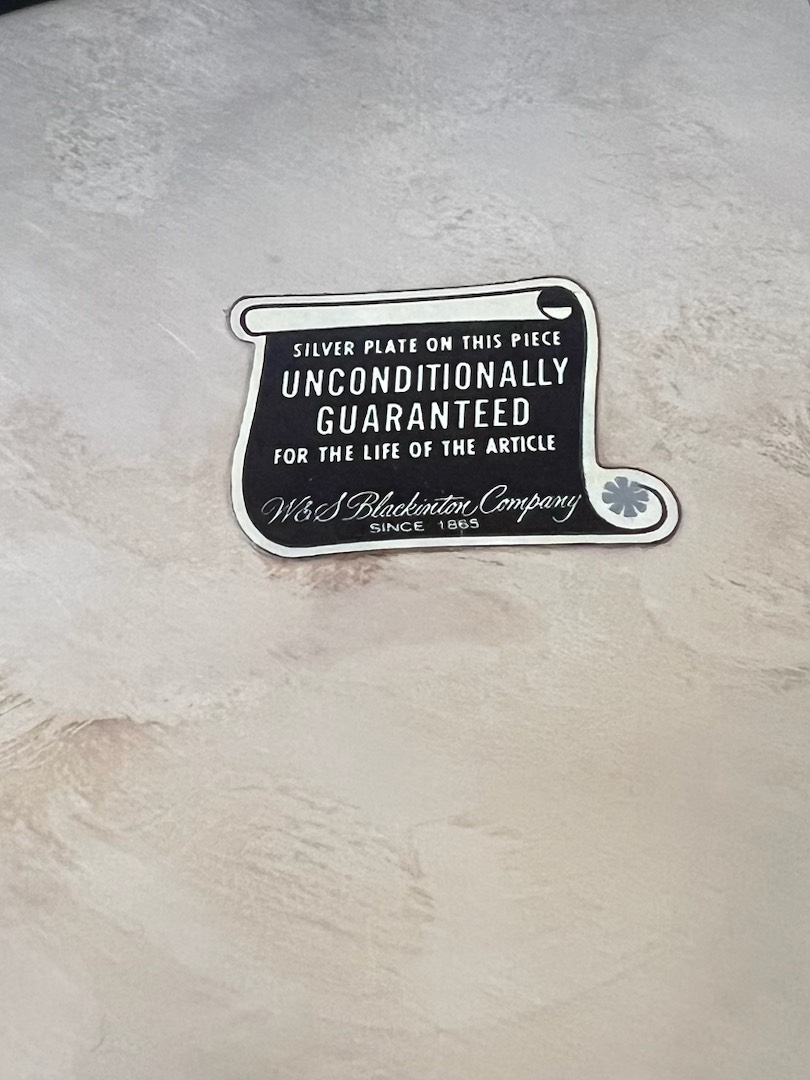 SILVER PLATE ON THIS PIECE
UNCONDITIONALLY
GUARANTEED
FOR THE LIFE OF THE ARTICLE
W&S Blackinton Company
SINCE 1865